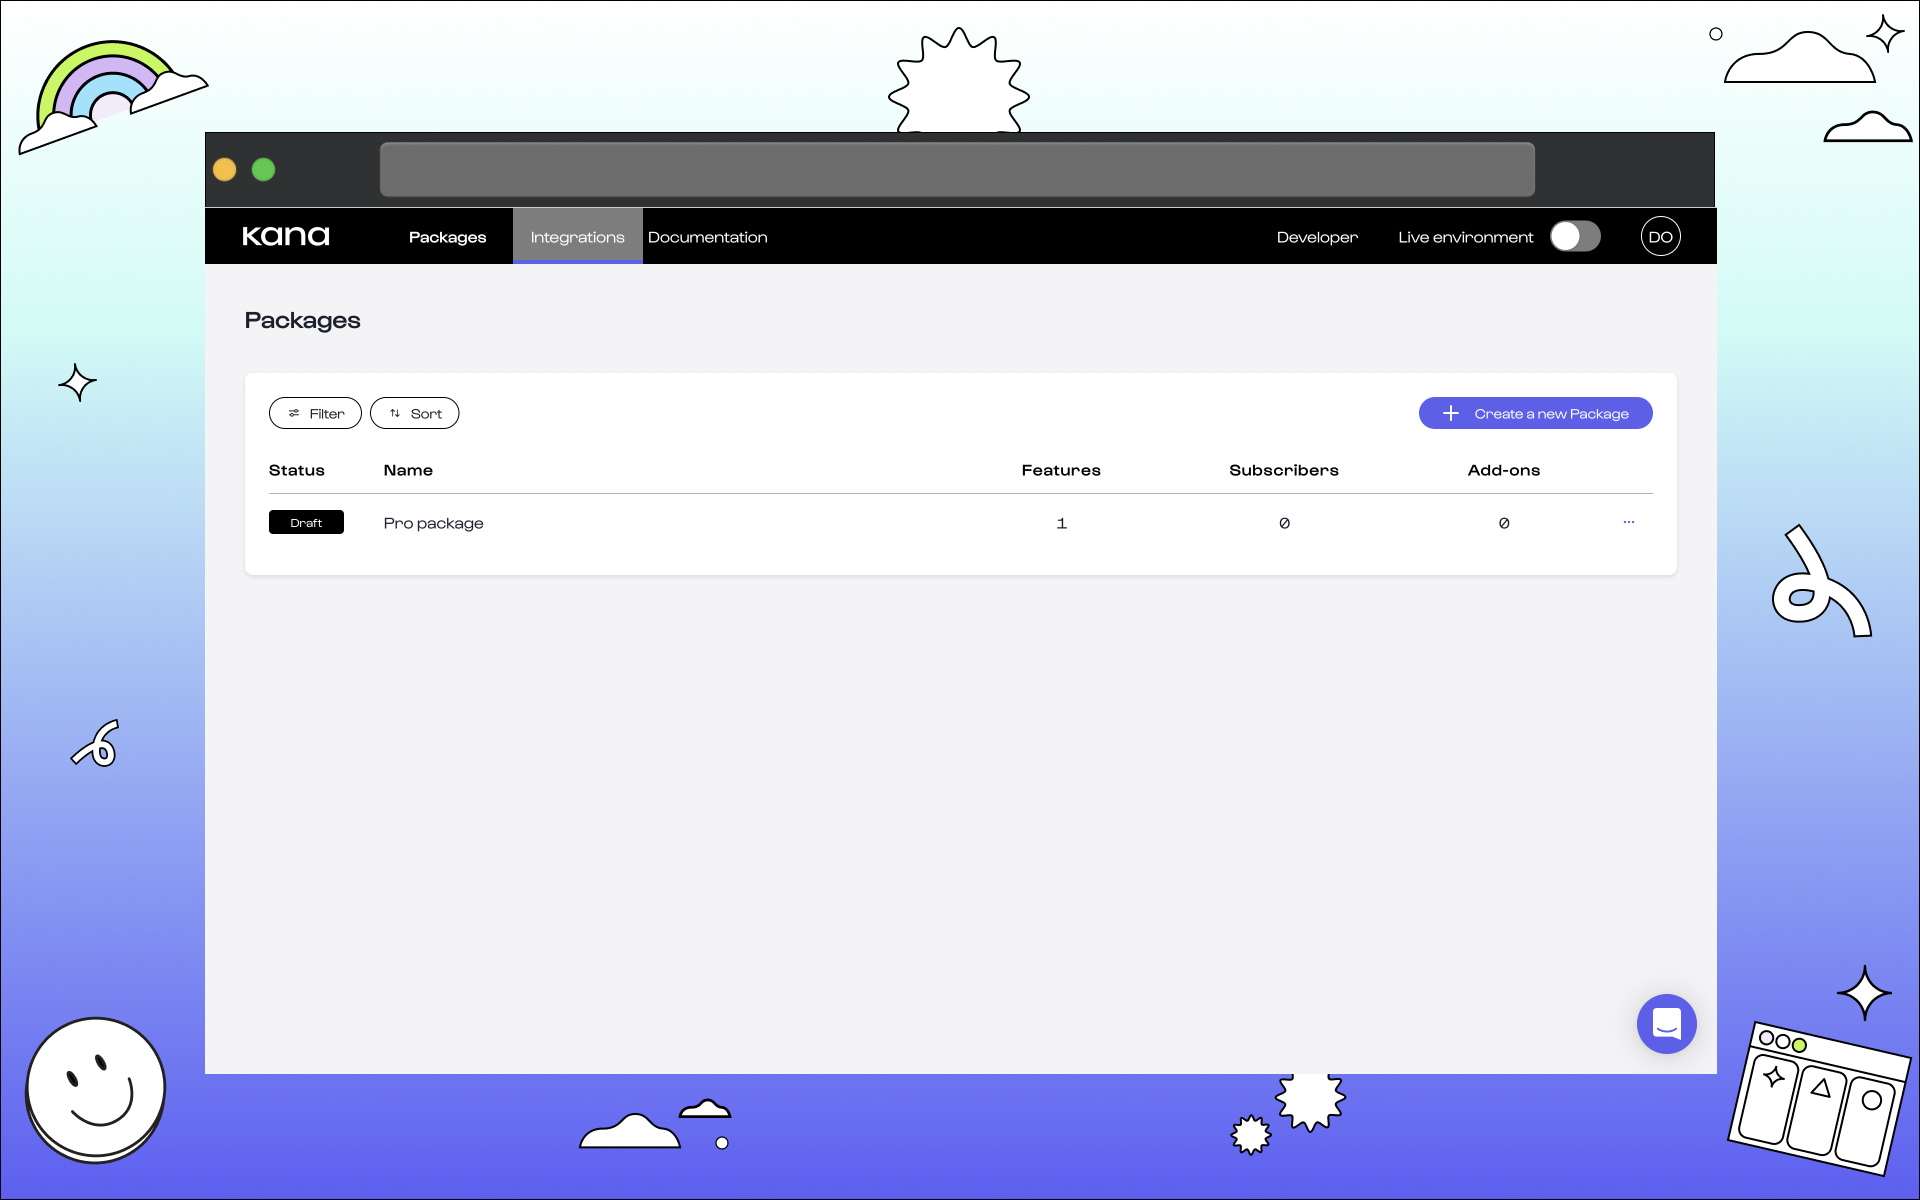 kana Packages Integrations Documentation Developer Live environment DO
Packages
Filter Sort Create a new Package
Status Name Features Subscribers Add-ons
Draft Pro package 1 0 0 ...